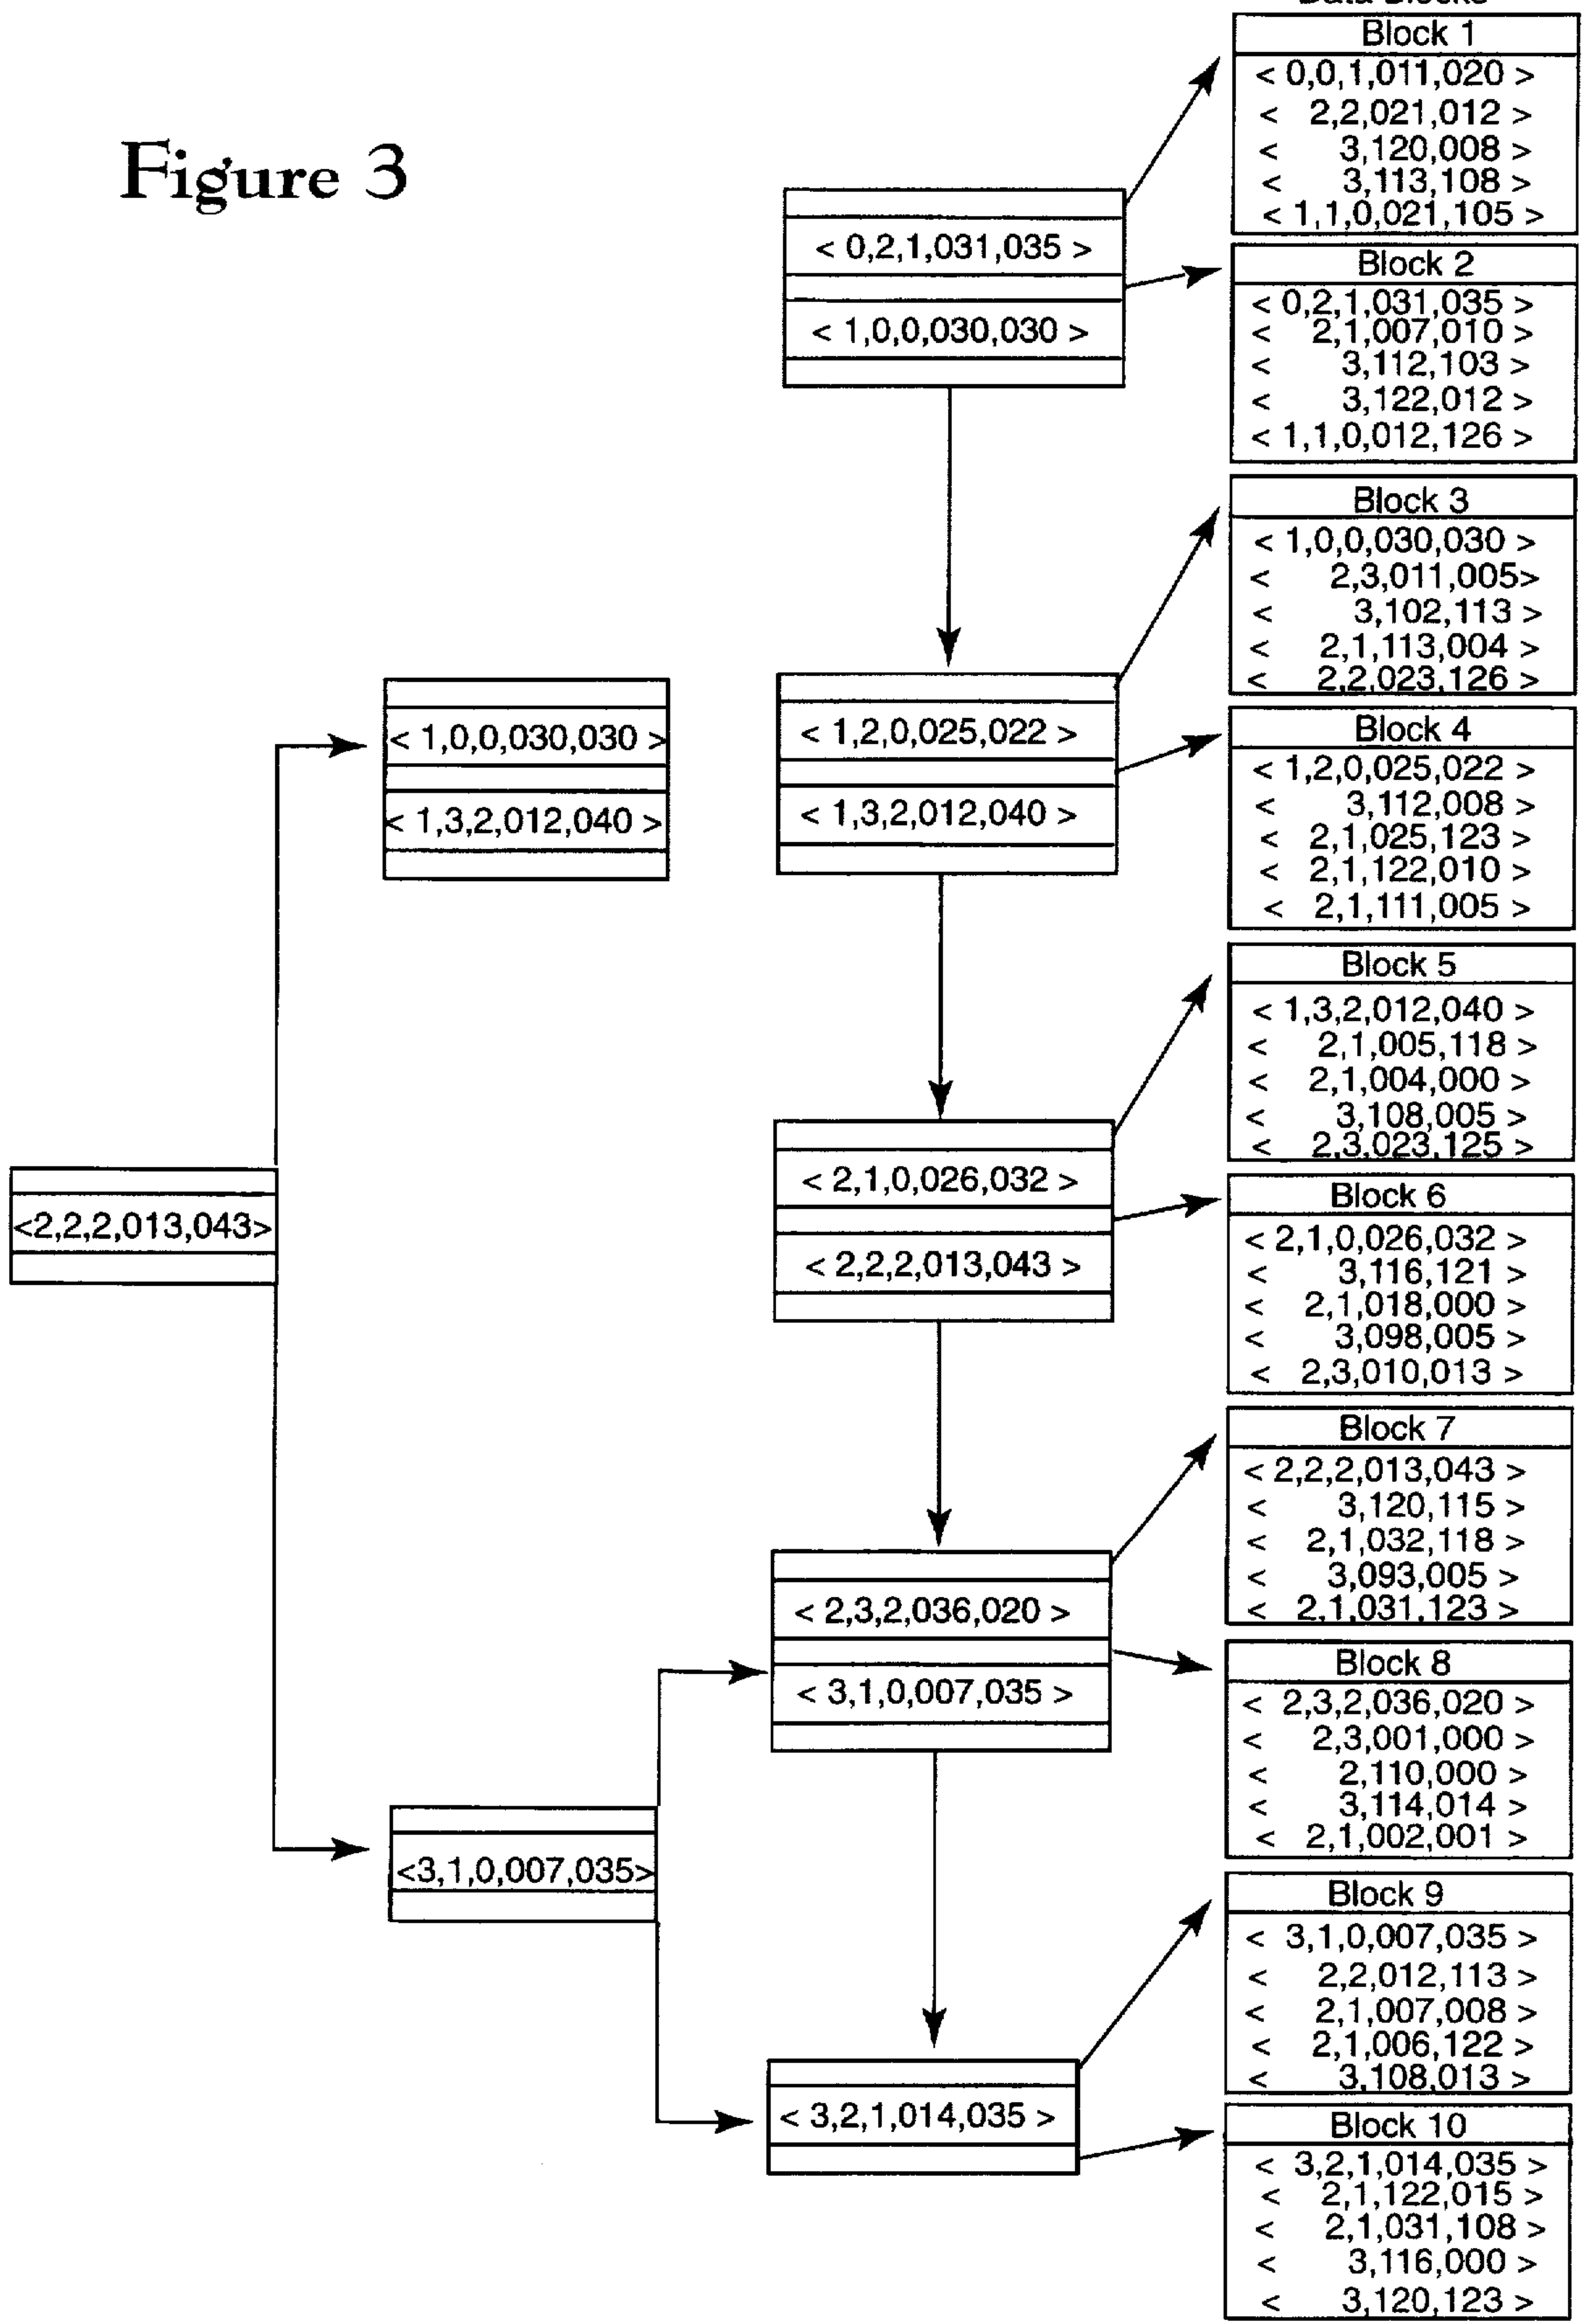 Data Blocks
Figure 3
<2,2,2,013,043>
< 1,0,0,030,030 >
< 1,3,2,012,040 >
<3,1,0,007,035>
< 0,2,1,031,035 >
< 1,0,0,030,030 >
< 1,2,0,025,022 >
< 1,3,2,012,040 >
< 2,1,0,026,032 >
< 2,2,2,013,043 >
< 2,3,2,036,020 >
< 3,1,0,007,035 >
< 3,2,1,014,035 >
Block 1
< 0,0,1,011,020 >
< 2,2,021,012 >
< 3,120,008 >
< 3,113,108 >
< 1,1,0,021,105 >
Block 2
< 0,2,1,031,035 >
< 2,1,007,010 >
< 3,112,103 >
< 3,122,012 >
< 1,1,0,012,126 >
Block 3
< 1,0,0,030,030 >
< 2,3,011,005>
< 3,102,113 >
< 2,1,113,004 >
< 2,2,023,126 >
Block 4
< 1,2,0,025,022 >
< 3,112,008 >
< 2,1,025,123 >
< 2,1,122,010 >
< 2,1,111,005 >
Block 5
< 1,3,2,012,040 >
< 2,1,005,118 >
< 2,1,004,000 >
< 3,108,005 >
< 2,3,023,125 >
Block 6
< 2,1,0,026,032 >
< 3,116,121 >
< 2,1,018,000 >
< 3,098,005 >
< 2,3,010,013 >
Block 7
< 2,2,2,013,043 >
< 3,120,115 >
< 2,1,032,118 >
< 3,093,005 >
< 2,1,031,123 >
Block 8
< 2,3,2,036,020 >
< 2,3,001,000 >
< 2,110,000 >
< 3,114,014 >
< 2,1,002,001 >
Block 9
< 3,1,0,007,035 >
< 2,2,012,113 >
< 2,1,007,008 >
< 2,1,006,122 >
< 3,108,013 >
Block 10
< 3,2,1,014,035 >
< 2,1,122,015 >
< 2,1,031,108 >
< 3,116,000 >
< 3,120,123 >